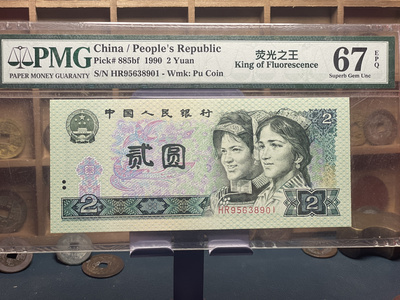 PMG
PAPER MONEY GUARANTY
China / People's Republic
Pick# 885bf 1990 2 Yuan
S/N HR95638901 - Wmk: Pu Coin
荧光之王
King of Fluorescence
67 EPQ
Superb Gem Unc
中国人民银行
2
贰圆
HR95638901
2
2